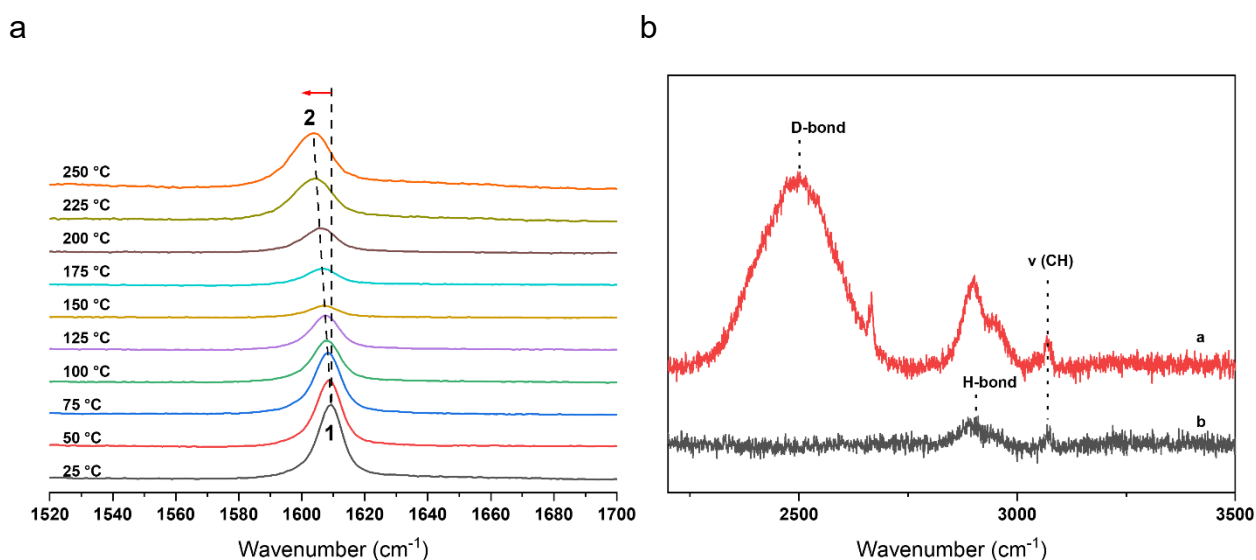 a
2
250 °C
225 °C
200 °C
175 °C
150 °C
125 °C
100 °C
75 °C
50 °C
25 °C
1
1520 1540 1560 1580 1600 1620 1640 1660 1680 1700
Wavenumber (cm⁻¹)
b
D-bond
v (CH)
a
H-bond
b
2500 3000 3500
Wavenumber (cm⁻¹)